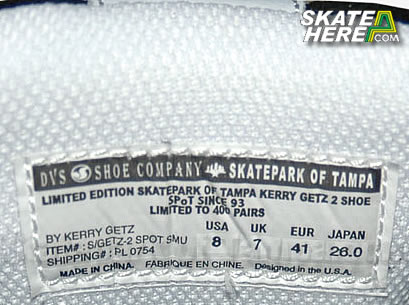 SKATE
HERE.COM
DVS SHOE COMPANY SKATEPARK OF TAMPA
LIMITED EDITION SKATEPARK OF TAMPA KERRY GETZ 2 SHOE
SPoT SINCE 93
LIMITED TO 400 PAIRS
USA UK EUR JAPAN
BY KERRY GETZ 8 7 41 26.0
ITEM#: S/GETZ-2 SPOT SMU
SHIPPING#: PL 0754
MADE IN CHINA. FABRIQUE EN CHINE. Designed in the U.S.A.